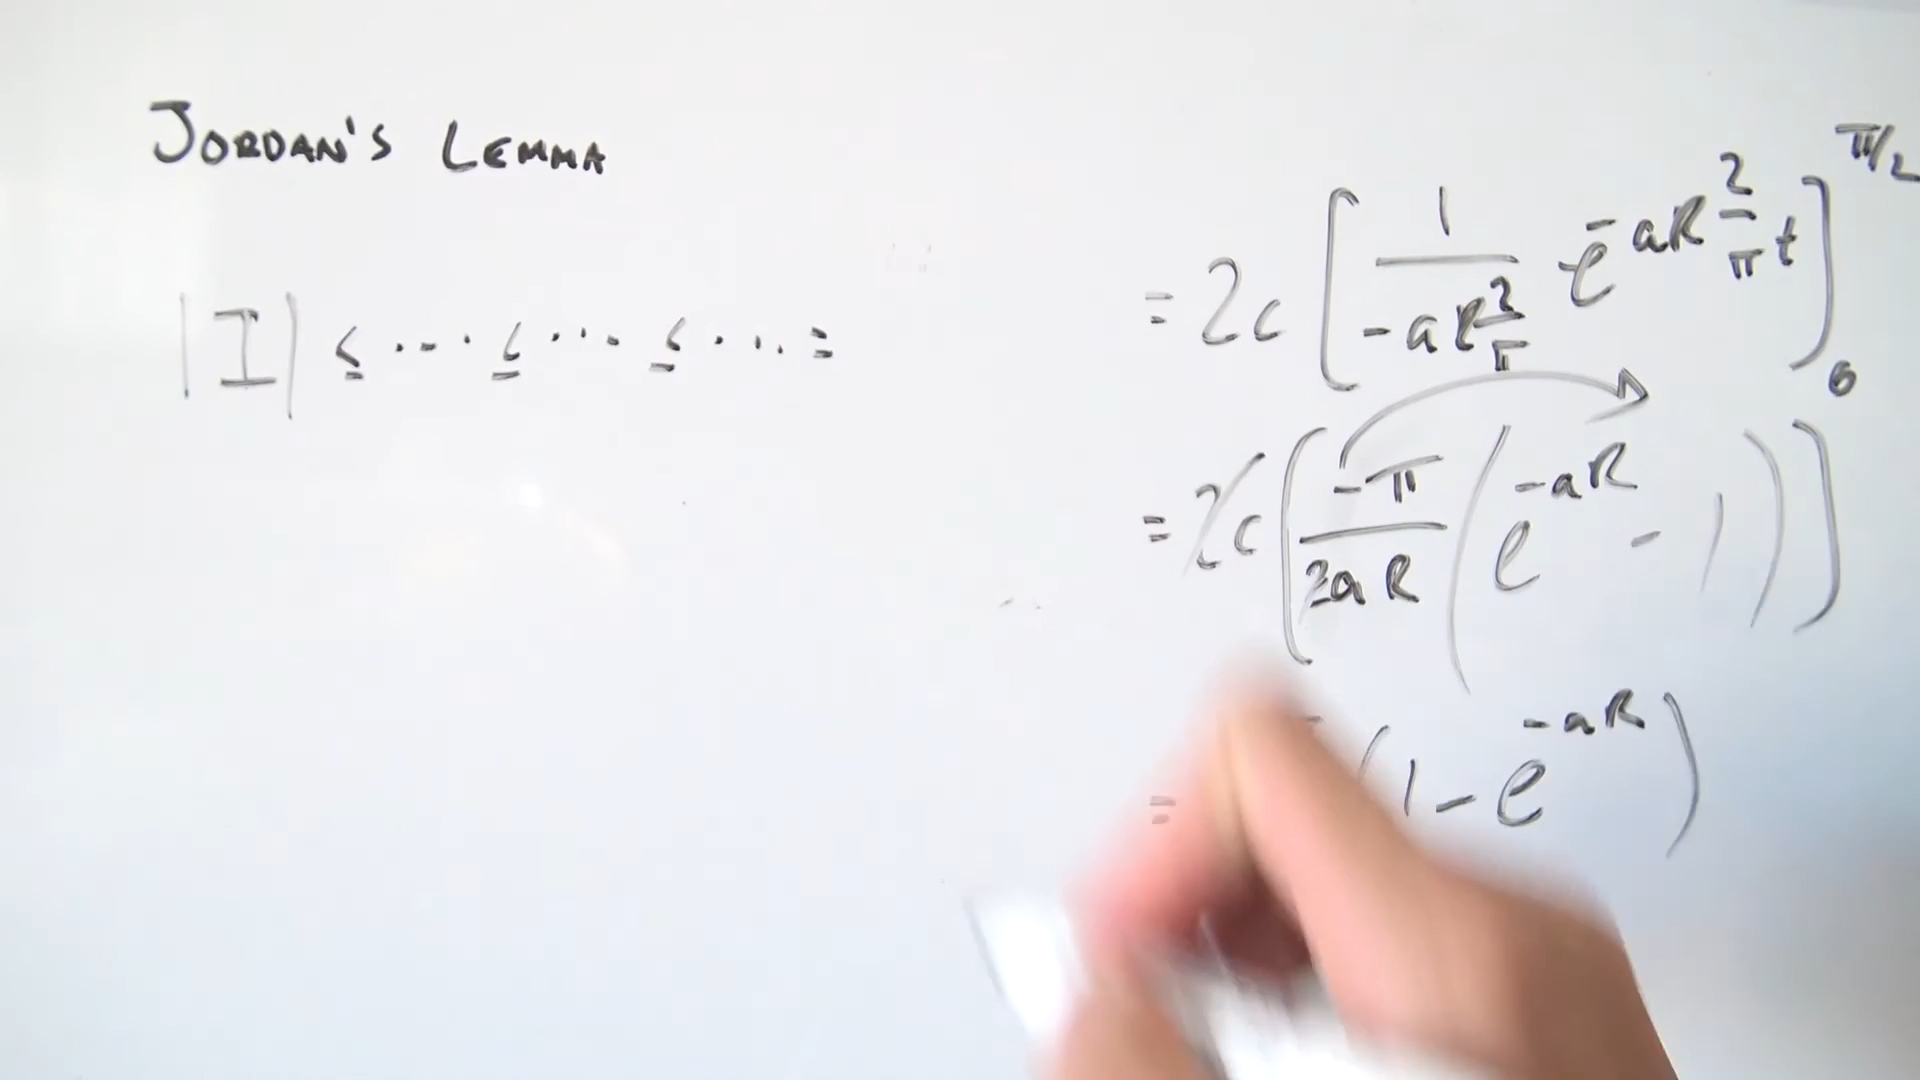 JORDAN'S LEMMA
|I| ≤ ... ≤ ... ≤ ... =
= 2c [ 1/(-aR 2/π) e^{-aR 2/π t} ]_0^{π/2}
= 2c [ -π/(2aR) ( e^{-aR} - 1 ) ]
= ( 1 - e^{-aR} )